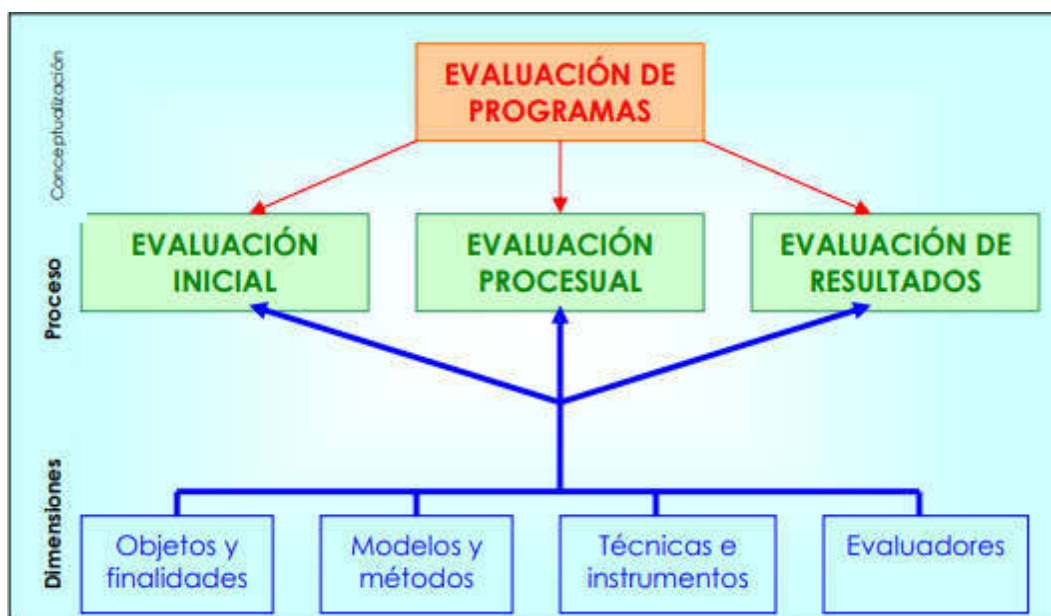 Conceptualización
EVALUACIÓN DE
PROGRAMAS
Proceso
EVALUACIÓN
INICIAL
EVALUACIÓN
PROCESUAL
EVALUACIÓN DE
RESULTADOS
Dimensiones
Objetos y
finalidades
Modelos y
métodos
Técnicas e
instrumentos
Evaluadores